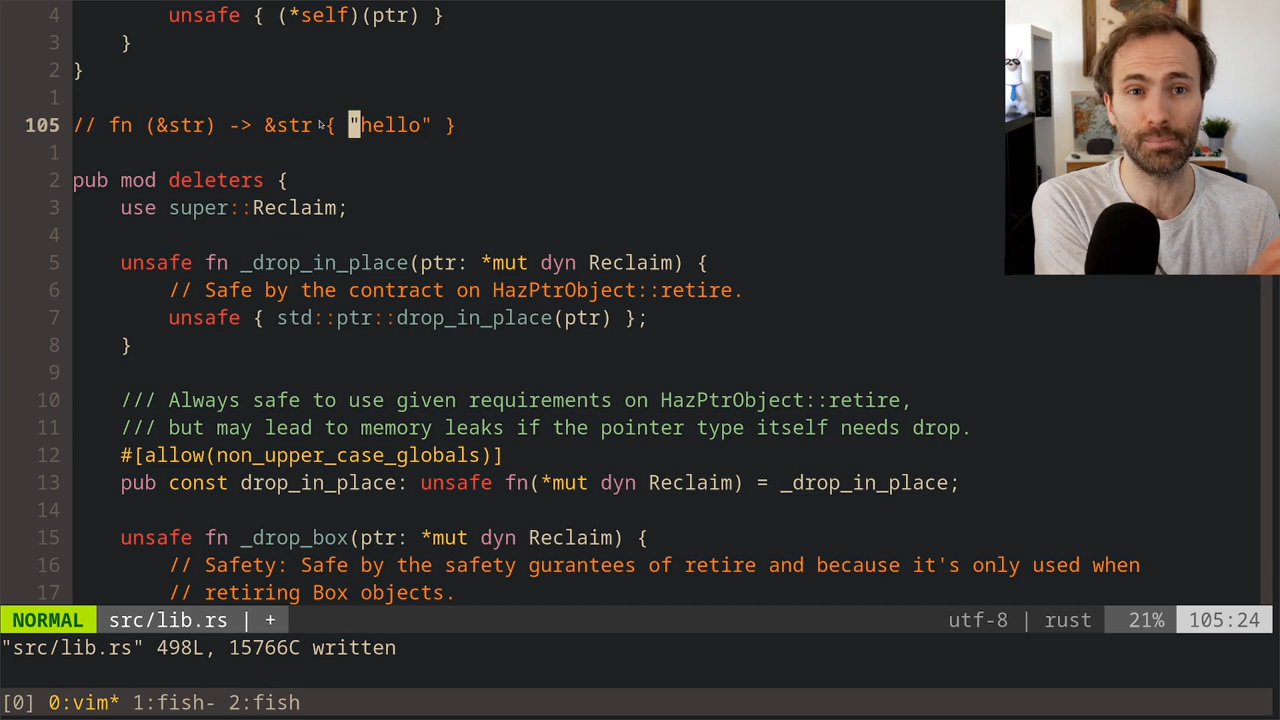 4 unsafe { (*self)(ptr) }
3 }
2 }
1
105 // fn (&str) -> &str { "hello" }
1
2 pub mod deleters {
3 use super::Reclaim;
4
5 unsafe fn _drop_in_place(ptr: *mut dyn Reclaim) {
6 // Safe by the contract on HazPtrObject::retire.
7 unsafe { std::ptr::drop_in_place(ptr) };
8 }
9
10 /// Always safe to use given requirements on HazPtrObject::retire,
11 /// but may lead to memory leaks if the pointer type itself needs drop.
12 #[allow(non_upper_case_globals)]
13 pub const drop_in_place: unsafe fn(*mut dyn Reclaim) = _drop_in_place;
14
15 unsafe fn _drop_box(ptr: *mut dyn Reclaim) {
16 // Safety: Safe by the safety gurantees of retire and because it's only used when
17 // retiring Box objects.
NORMAL src/lib.rs | + utf-8 | rust 21% 105:24
"src/lib.rs" 498L, 15766C written
[0] 0:vim* 1:fish- 2:fish